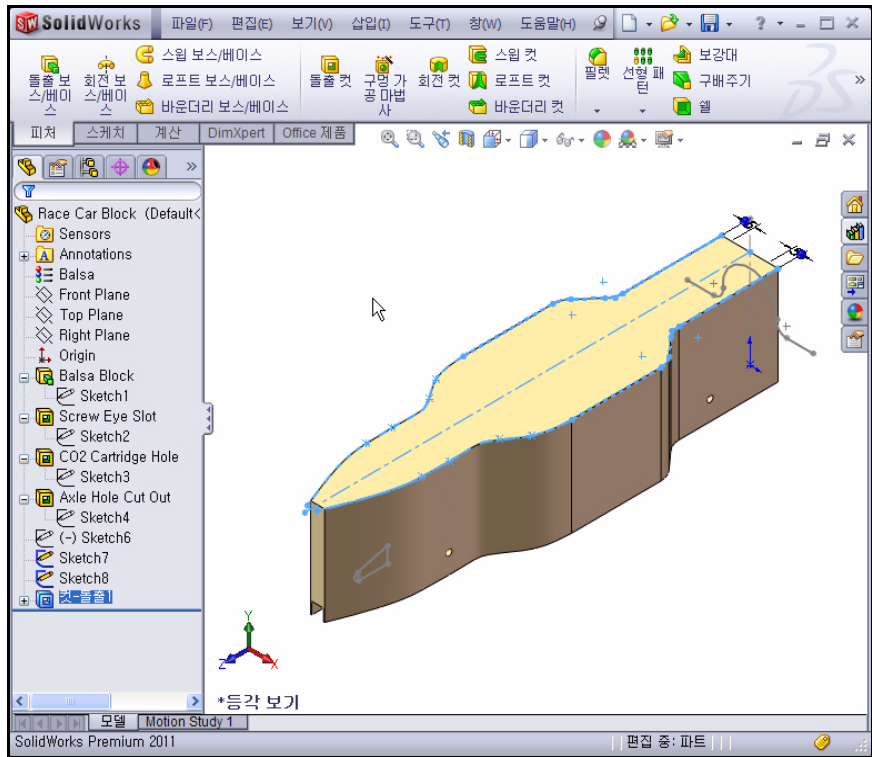 SolidWorks 파일(F) 편집(E) 보기(V) 삽입(I) 도구(T) 창(W) 도움말(H)
돌출 보스/베이스
회전 보스/베이스
스윕 보스/베이스
로프트 보스/베이스
바운더리 보스/베이스
돌출 컷
구멍 가공 마법사
회전 컷
스윕 컷
로프트 컷
바운더리 컷
필렛
선형 패턴
보강대
구배주기
쉘
피처 스케치 계산 DimXpert Office 제품
Race Car Block (Default<
Sensors
Annotations
Balsa
Front Plane
Top Plane
Right Plane
Origin
Balsa Block
Sketch1
Screw Eye Slot
Sketch2
CO2 Cartridge Hole
Sketch3
Axle Hole Cut Out
Sketch4
(-) Sketch6
Sketch7
Sketch8
컷-돌출1
Y
Z X
*등각 보기
모델 Motion Study 1
SolidWorks Premium 2011 편집 중: 파트